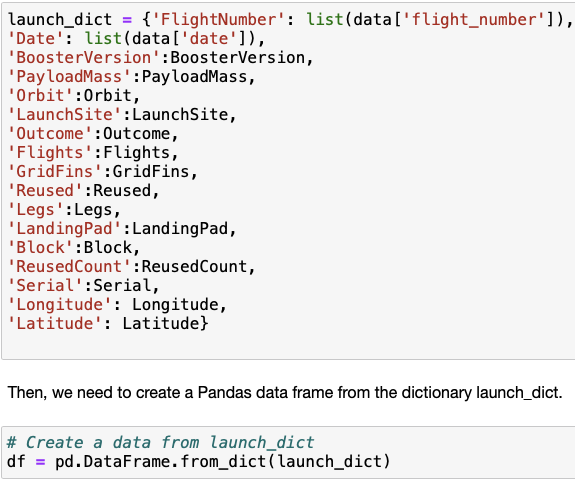 launch_dict = {'FlightNumber': list(data['flight_number']),
'Date': list(data['date']),
'BoosterVersion':BoosterVersion,
'PayloadMass':PayloadMass,
'Orbit':Orbit,
'LaunchSite':LaunchSite,
'Outcome':Outcome,
'Flights':Flights,
'GridFins':GridFins,
'Reused':Reused,
'Legs':Legs,
'LandingPad':LandingPad,
'Block':Block,
'ReusedCount':ReusedCount,
'Serial':Serial,
'Longitude': Longitude,
'Latitude': Latitude}
Then, we need to create a Pandas data frame from the dictionary launch_dict.
# Create a data from launch_dict
df = pd.DataFrame.from_dict(launch_dict)